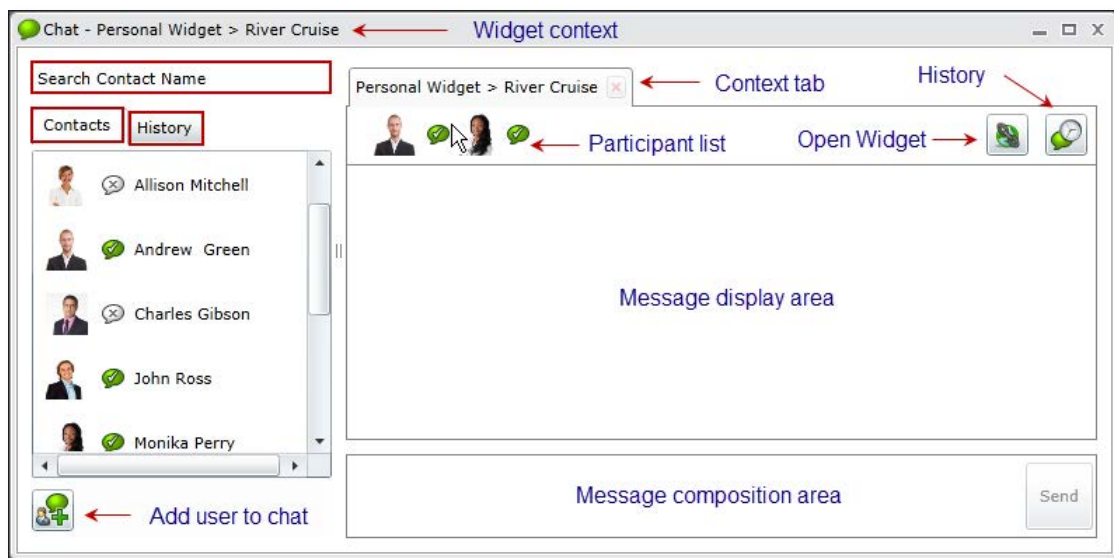 Chat - Personal Widget > River Cruise
Widget context
Search Contact Name
Contacts
History
Allison Mitchell
Andrew  Green
Charles Gibson
John Ross
Monika Perry
Add user to chat
Personal Widget > River Cruise
Context tab
History
Participant list
Open Widget
Message display area
Message composition area
Send